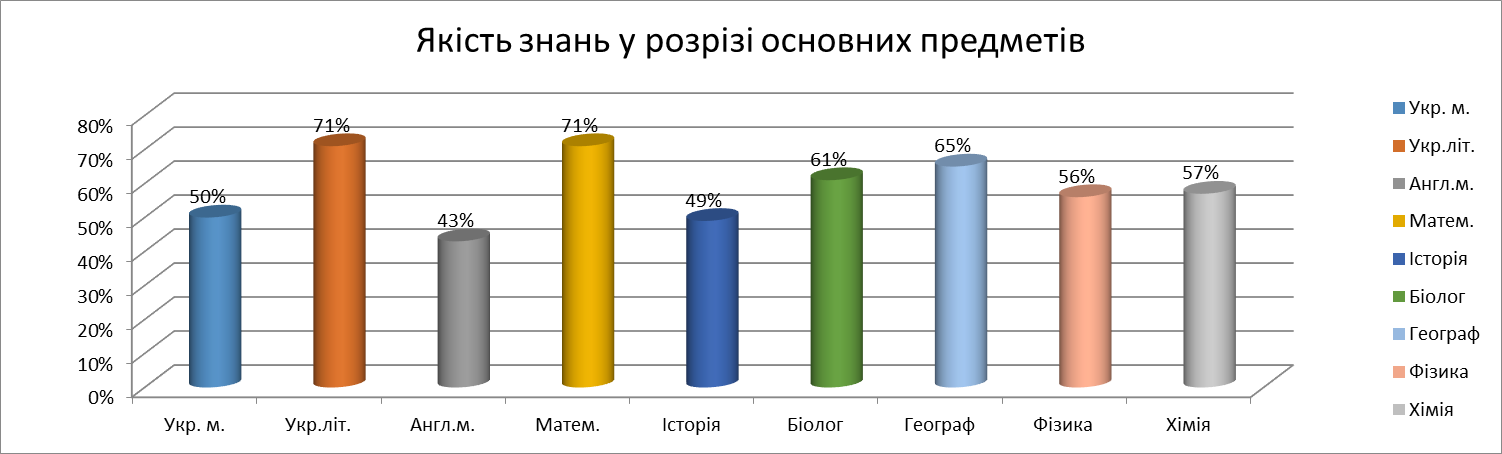 Якість знань у розрізі основних предметів
80%
70%
60%
50%
40%
30%
20%
10%
0%
50%
71%
43%
71%
49%
61%
65%
56%
57%
Укр. м.
Укр.літ.
Англ.м.
Матем.
Історія
Біолог
Географ
Фізика
Хімія
Укр. м.
Укр.літ.
Англ.м.
Матем.
Історія
Біолог
Географ
Фізика
Хімія